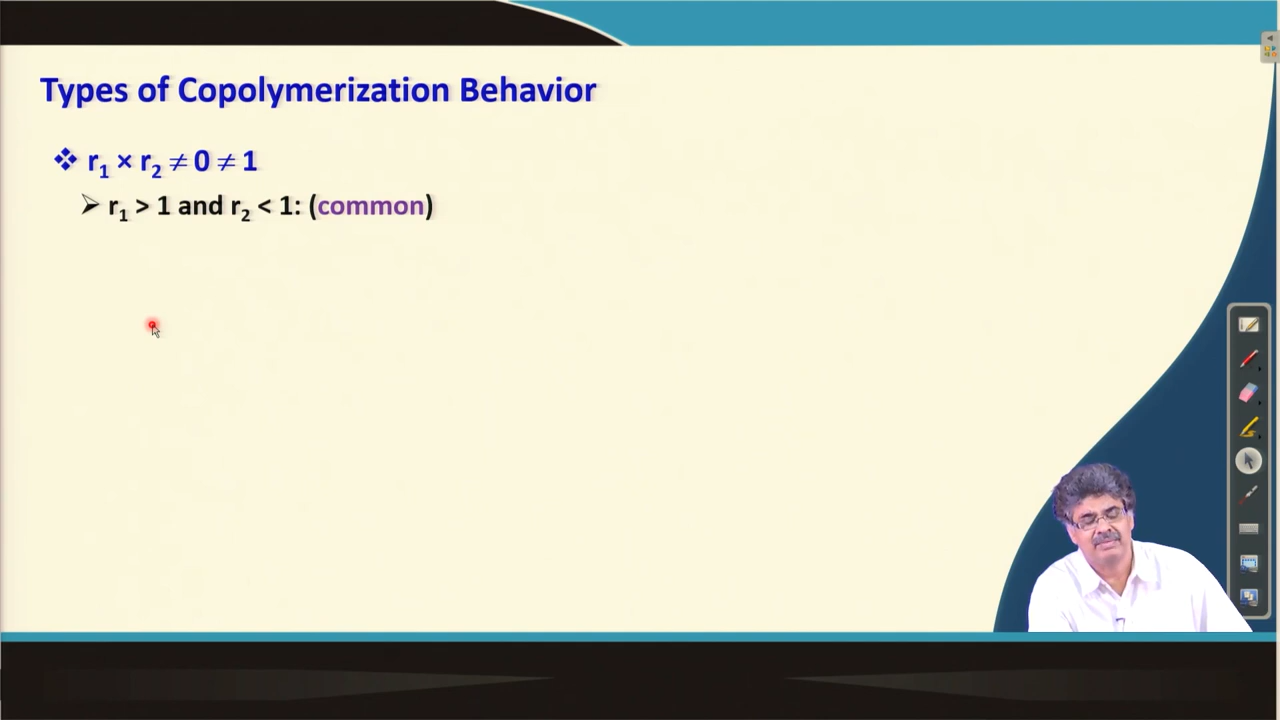 Types of Copolymerization Behavior
❖ r₁ × r₂ ≠ 0 ≠ 1
➢ r₁ > 1 and r₂ < 1: (common)